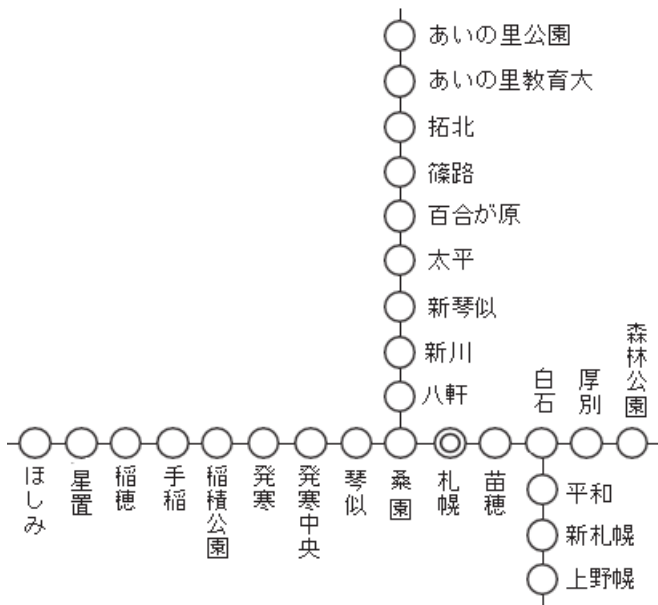 あいの里公園
あいの里教育大
拓北
篠路
百合が原
太平
新琴似
新川
八軒
白石
厚別
森林公園
ほしみ
星置
稲穂
手稲
稲積公園
発寒
発寒中央
琴似
桑園
札幌
苗穂
平和
新札幌
上野幌